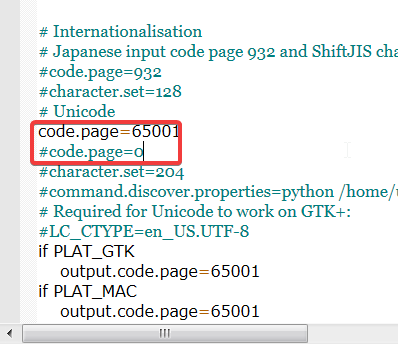 # Internationalisation
# Japanese input code page 932 and ShiftJIS cha
#code.page=932
#character.set=128
# Unicode
code.page=65001
#code.page=0
#character.set=204
#command.discover.properties=python /home/
# Required for Unicode to work on GTK+:
#LC_CTYPE=en_US.UTF-8
if PLAT_GTK
output.code.page=65001
if PLAT_MAC
output.code.page=65001